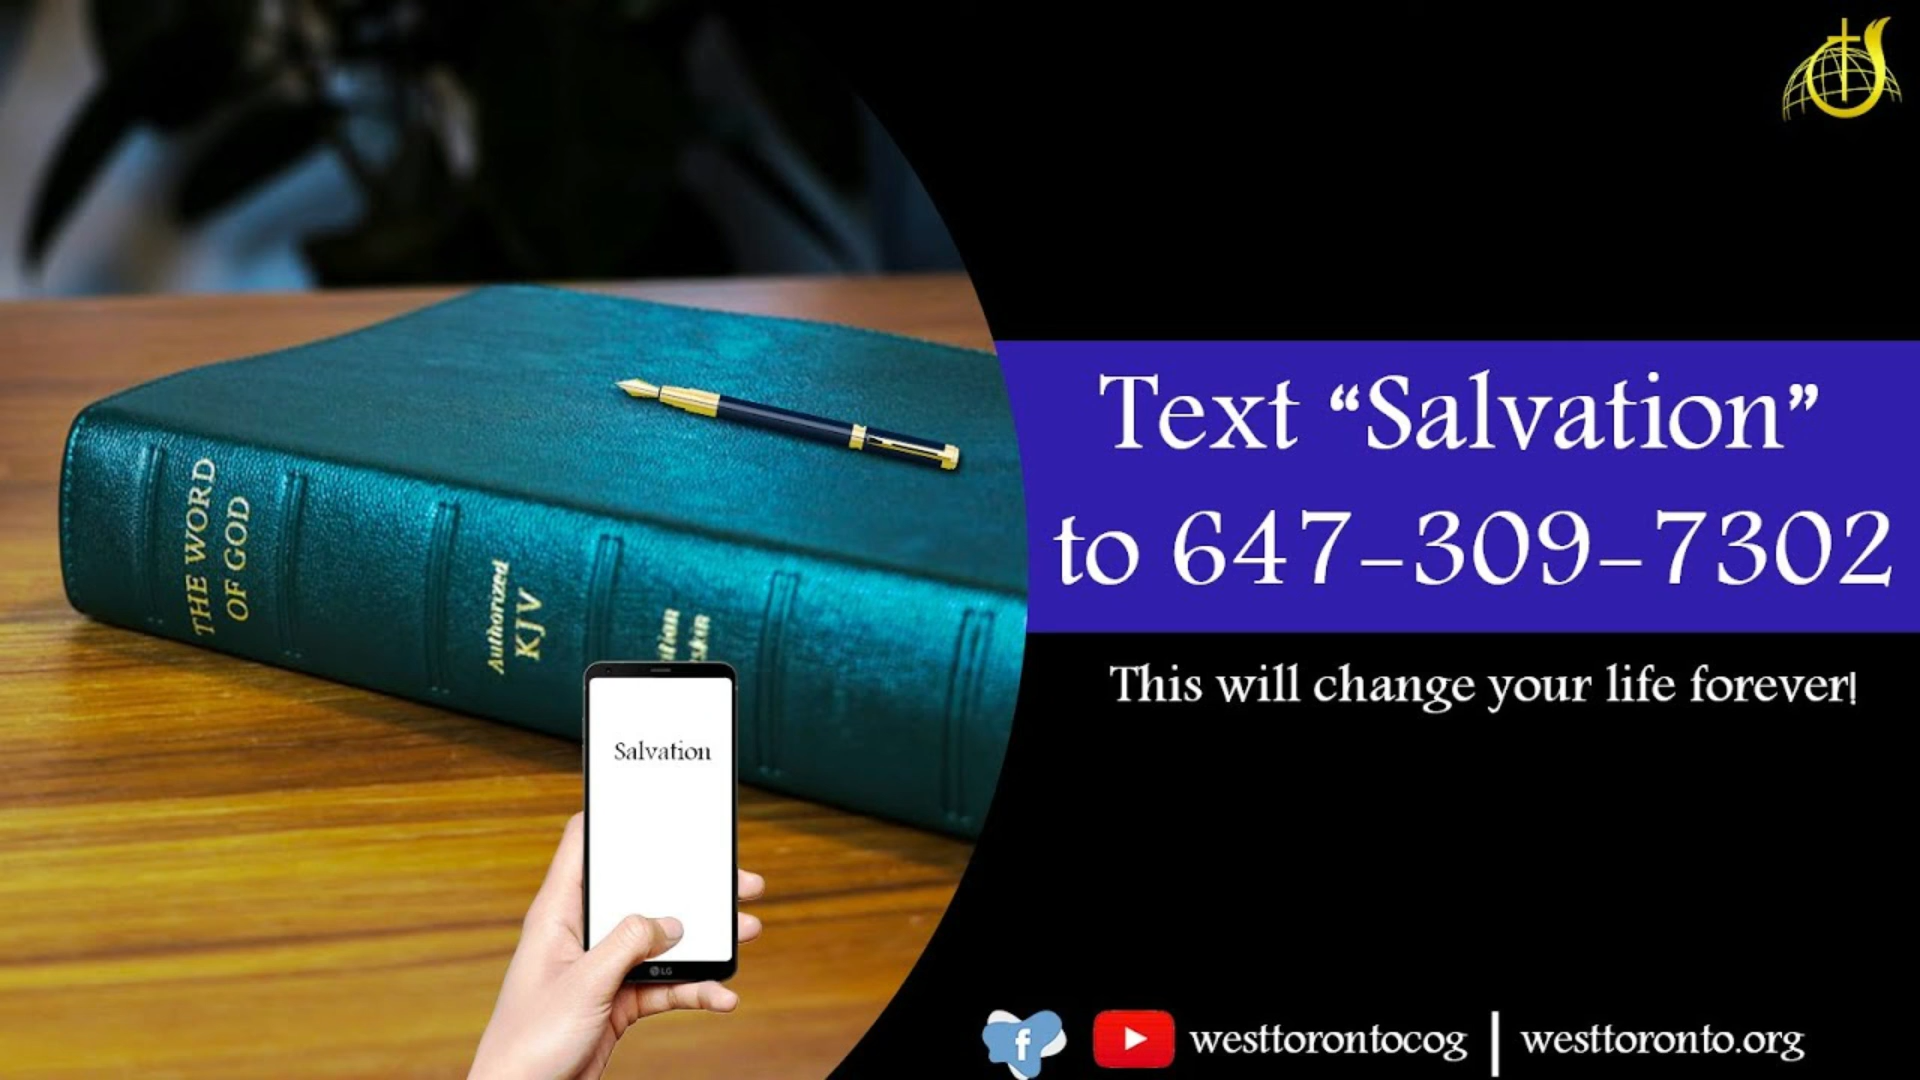 THE WORD
OF GOD
Authorized
KJV
Salvation
LG
Text “Salvation”
to 647-309-7302
This will change your life forever!
westtorontocog | westtoronto.org